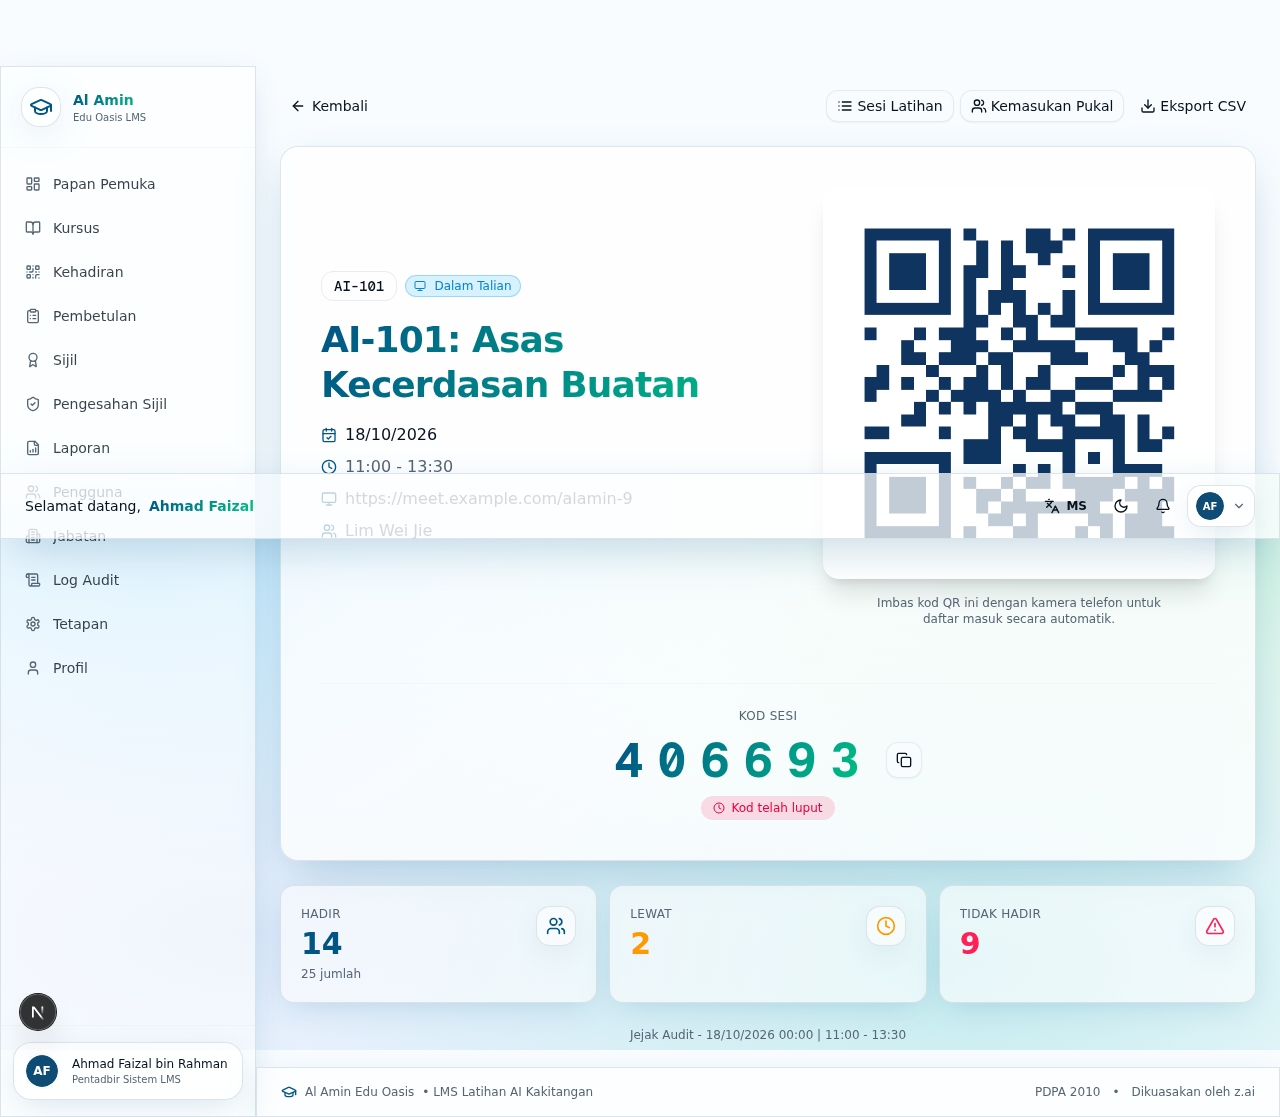 Al Amin
Edu Oasis LMS
Papan Pemuka
Kursus
Kehadiran
Pembetulan
Sijil
Pengesahan Sijil
Laporan
Pengguna
Jabatan
Log Audit
Tetapan
Profil
Selamat datang, Ahmad Faizal
MS
AF
Kembali
Sesi Latihan
Kemasukan Pukal
Eksport CSV
AI-101
Dalam Talian
AI-101: Asas
Kecerdasan Buatan
18/10/2026
11:00 - 13:30
https://meet.example.com/alamin-9
Lim Wei Jie
Imbas kod QR ini dengan kamera telefon untuk
daftar masuk secara automatik.
KOD SESI
406693
Kod telah luput
HADIR
14
25 jumlah
LEWAT
2
TIDAK HADIR
9
Jejak Audit - 18/10/2026 00:00 | 11:00 - 13:30
N
AF
Ahmad Faizal bin Rahman
Pentadbir Sistem LMS
Al Amin Edu Oasis • LMS Latihan AI Kakitangan
PDPA 2010 • Dikuasakan oleh z.ai